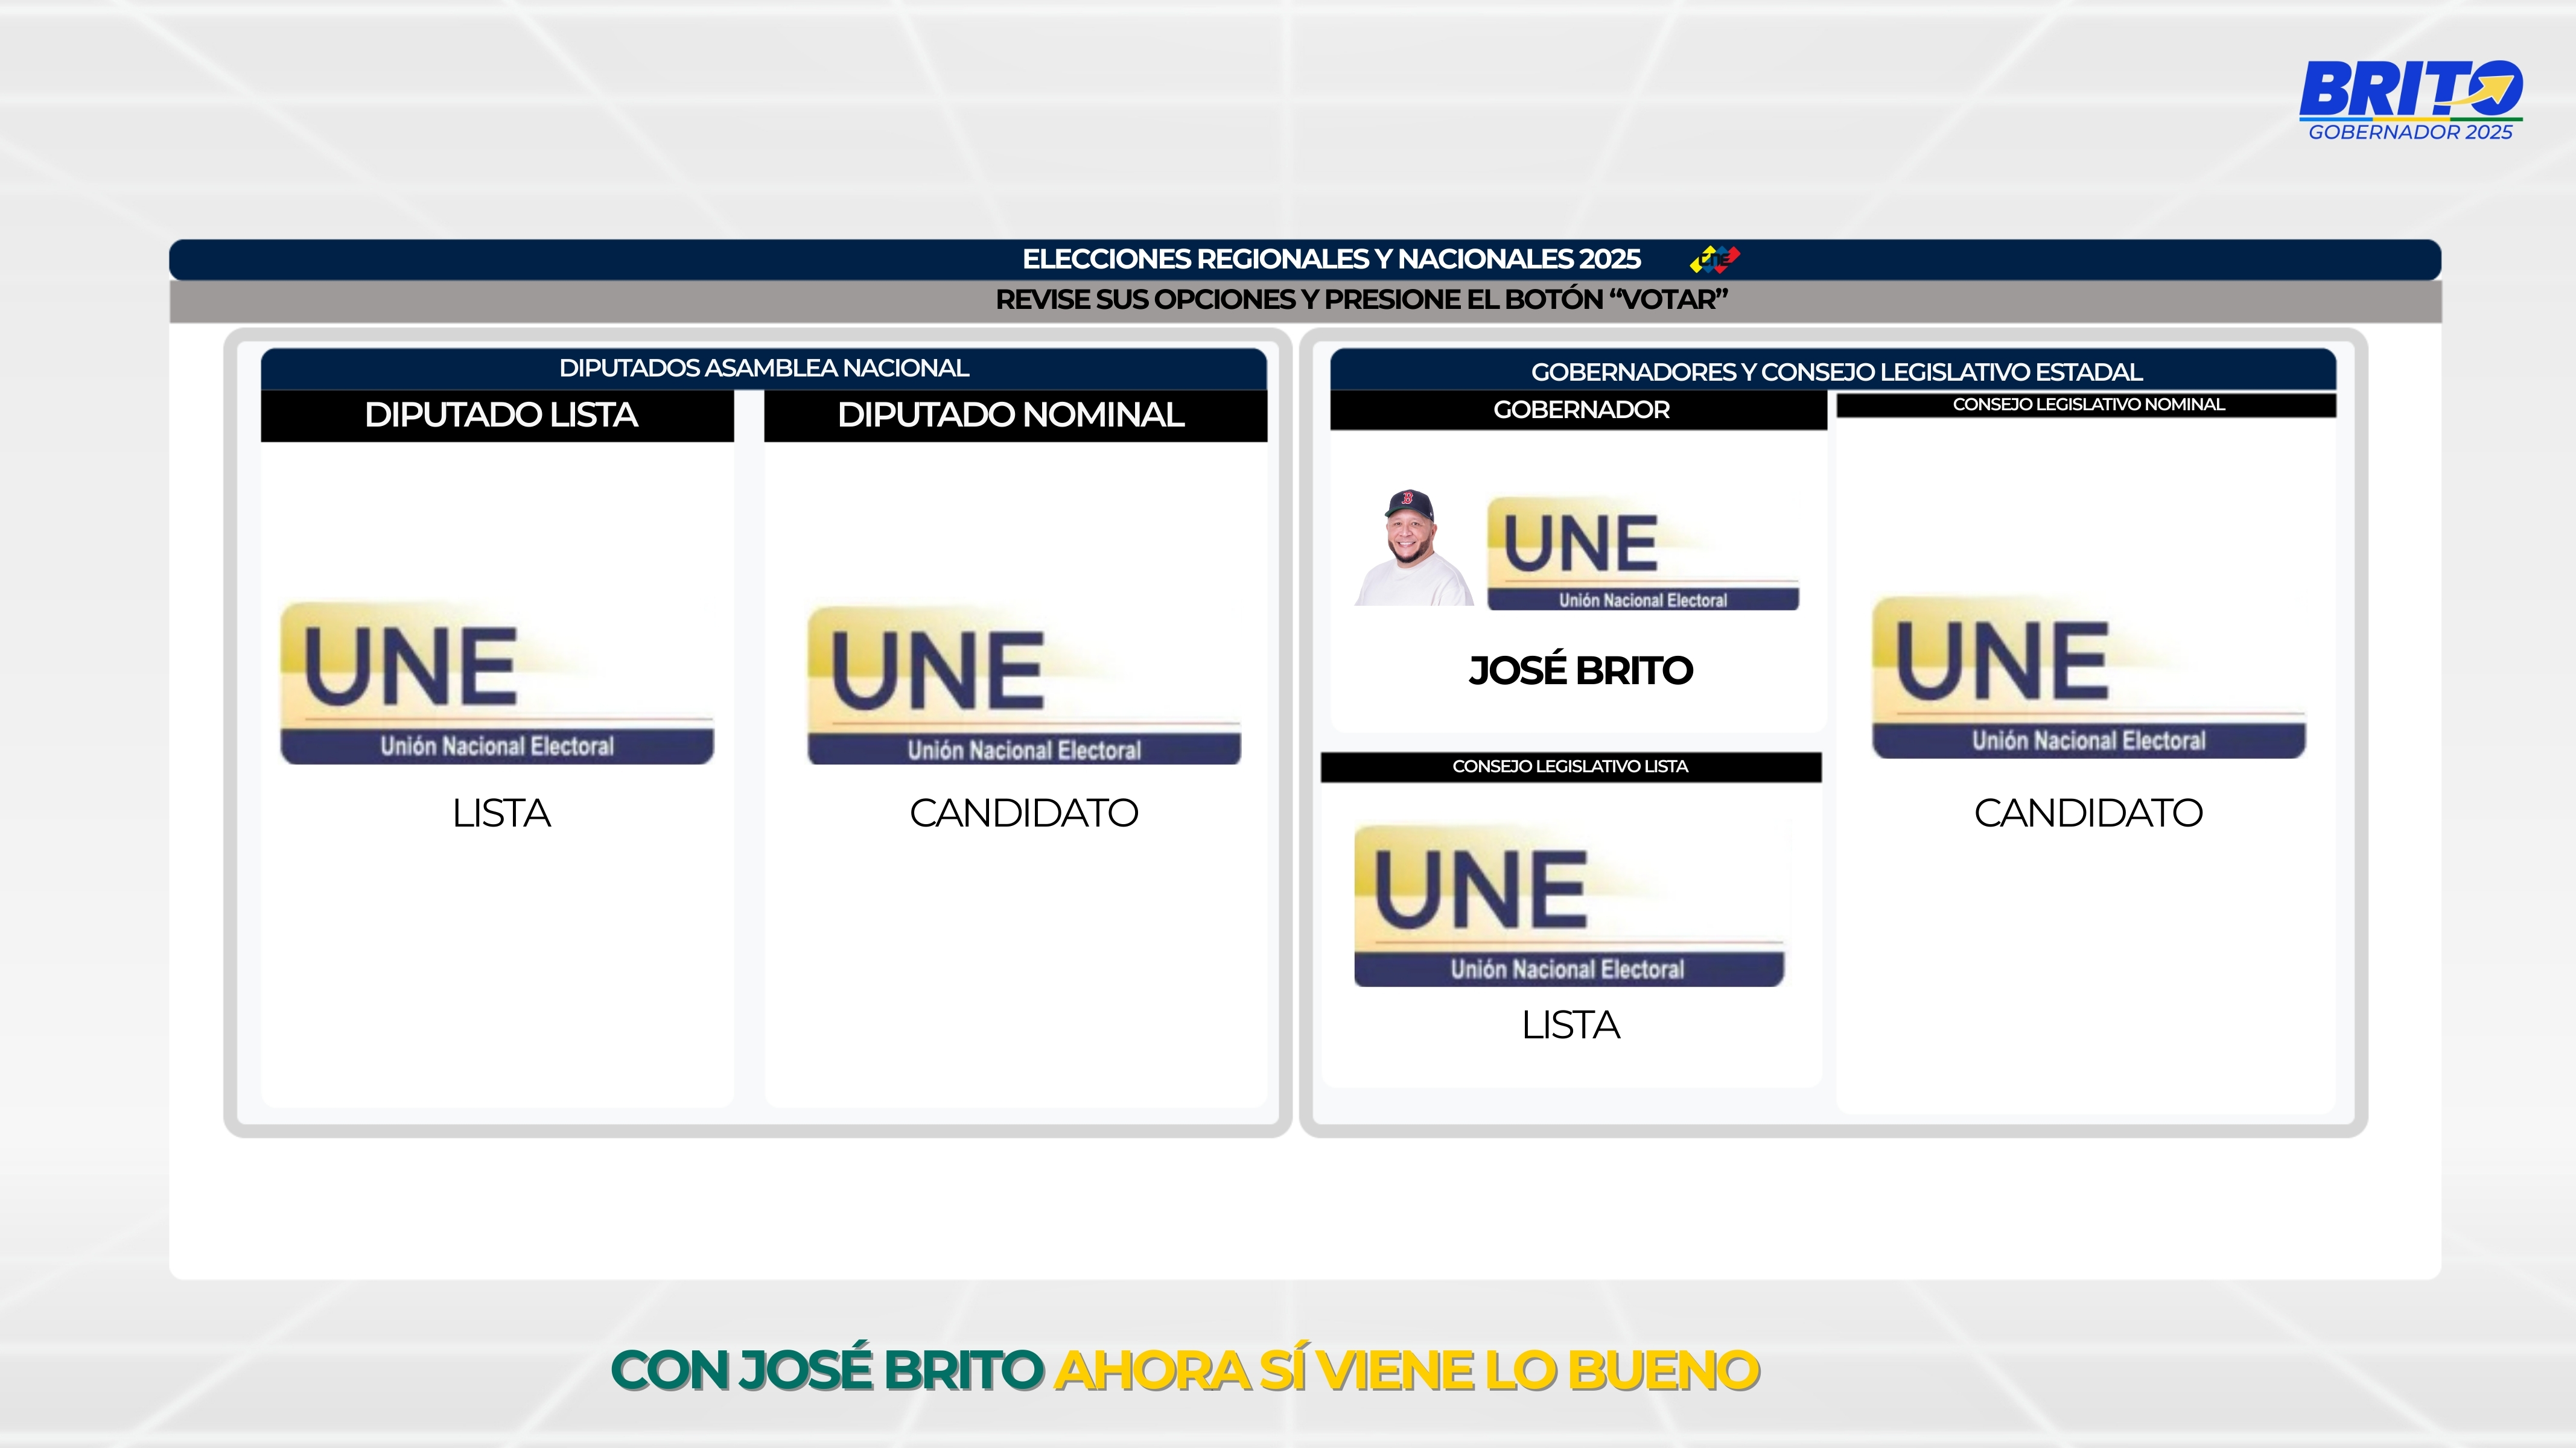 BRITO
GOBERNADOR 2025
ELECCIONES REGIONALES Y NACIONALES 2025 CNE
REVISE SUS OPCIONES Y PRESIONE EL BOTÓN “VOTAR”
DIPUTADOS ASAMBLEA NACIONAL
DIPUTADO LISTA
UNE
Unión Nacional Electoral
LISTA
DIPUTADO NOMINAL
UNE
Unión Nacional Electoral
CANDIDATO
GOBERNADORES Y CONSEJO LEGISLATIVO ESTADAL
GOBERNADOR
B
UNE
Unión Nacional Electoral
JOSÉ BRITO
CONSEJO LEGISLATIVO LISTA
UNE
Unión Nacional Electoral
LISTA
CONSEJO LEGISLATIVO NOMINAL
UNE
Unión Nacional Electoral
CANDIDATO
CON JOSÉ BRITO AHORA SÍ VIENE LO BUENO